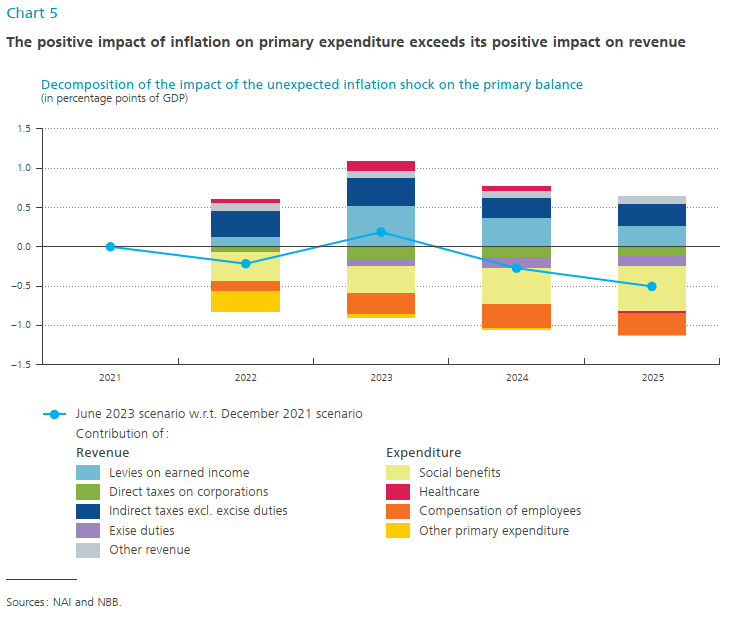 Chart 5
The positive impact of inflation on primary expenditure exceeds its positive impact on revenue
Decomposition of the impact of the unexpected inflation shock on the primary balance
(in percentage points of GDP)
1.5
1.0
0.5
0.0
–0.5
–1.0
–1.5
2021 2022 2023 2024 2025
June 2023 scenario w.r.t. December 2021 scenario
Contribution of :
Revenue Expenditure
Levies on earned income Social benefits
Direct taxes on corporations Healthcare
Indirect taxes excl. excise duties Compensation of employees
Exise duties Other primary expenditure
Other revenue
Sources : NAI and NBB.